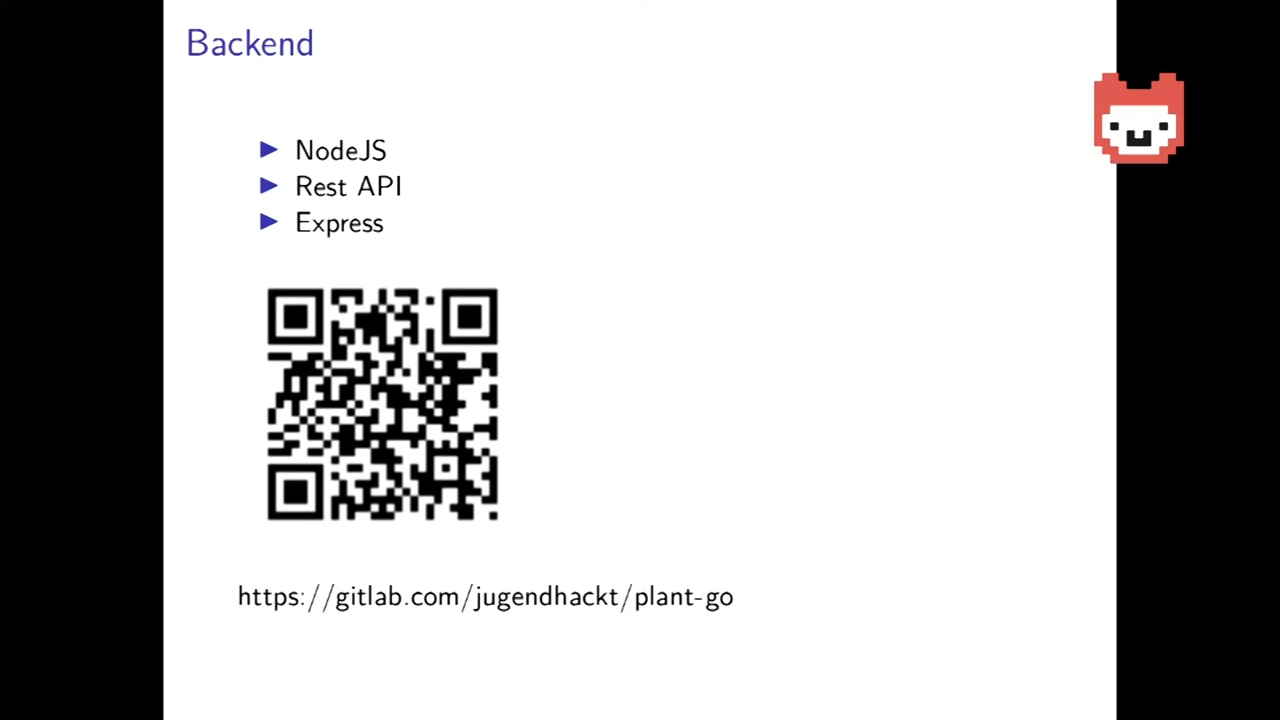 Backend
NodeJS
Rest API
Express
https://gitlab.com/jugendhackt/plant-go